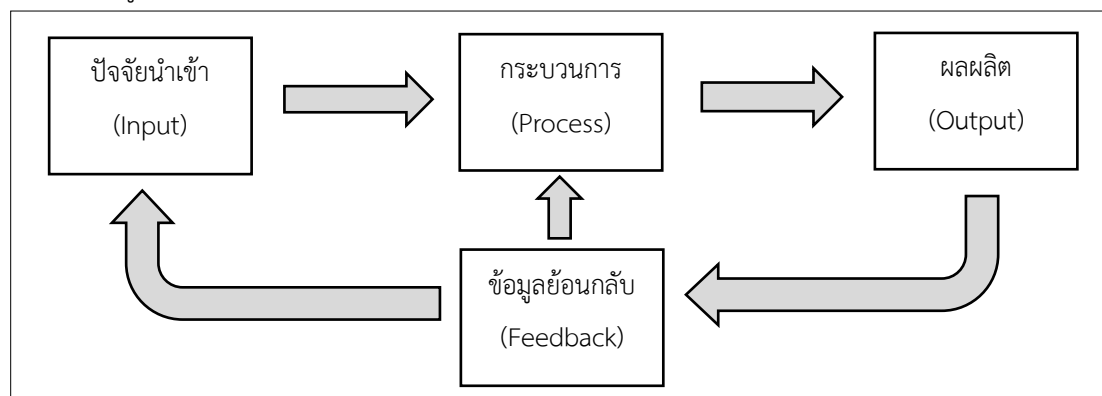 ปัจจัยนำเข้า
(Input)
กระบวนการ
(Process)
ผลผลิต
(Output)
ข้อมูลย้อนกลับ
(Feedback)